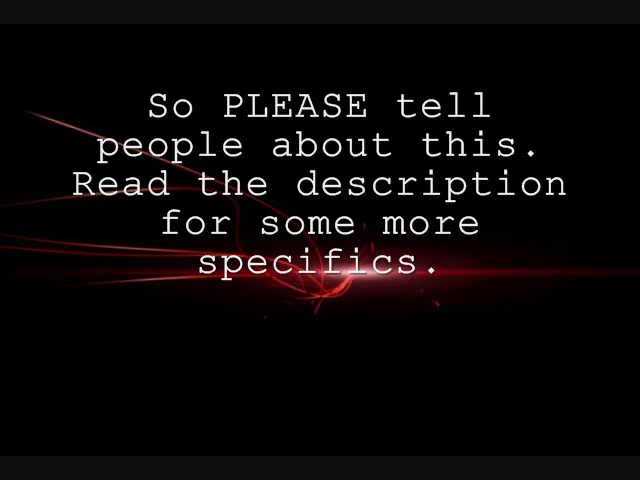 So PLEASE tell
people about this.
Read the description
for some more
specifics.